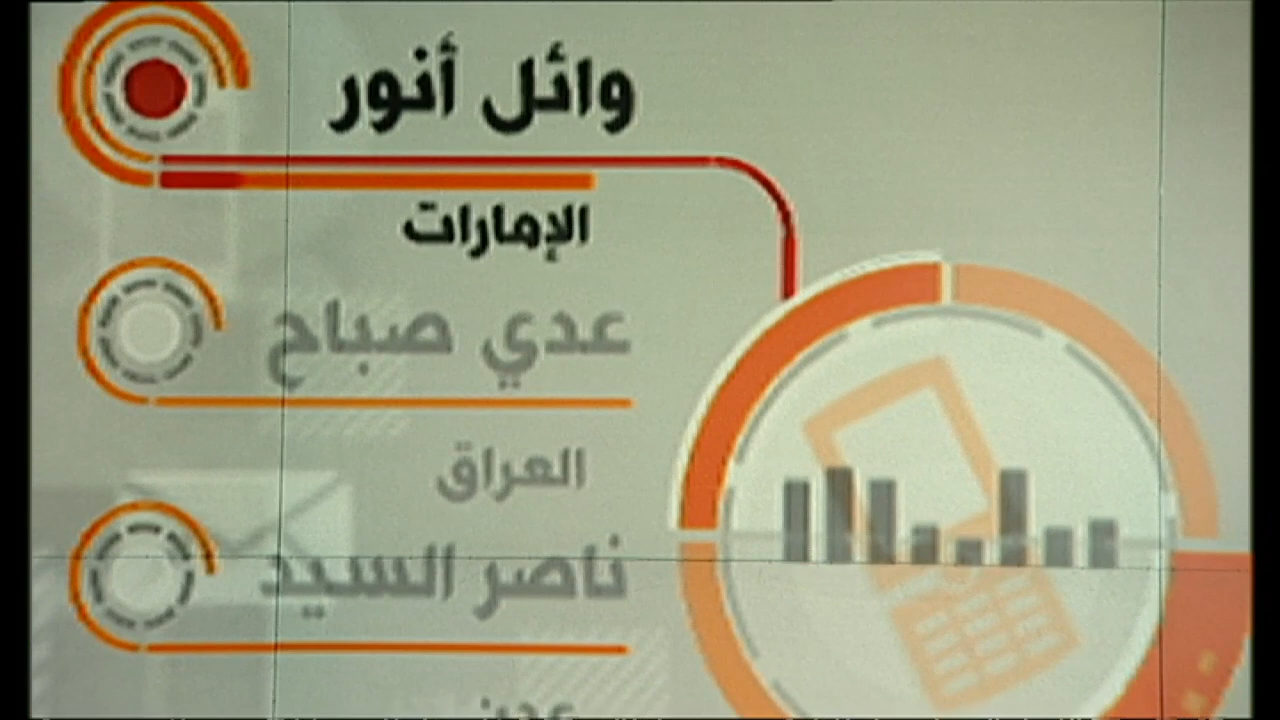 وائل أنور
الإمارات
عدي صباح
العراق
ناصر السيد